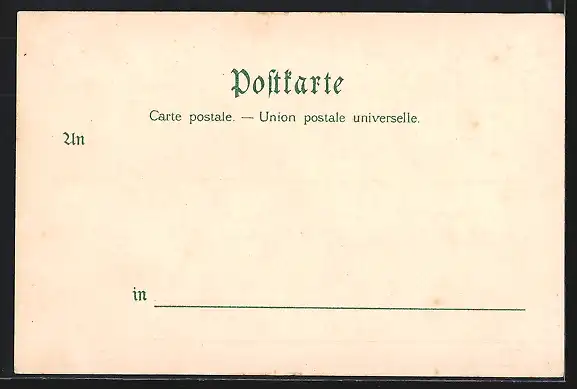 Poſtkarte
Carte postale. — Union postale universelle.
An
in